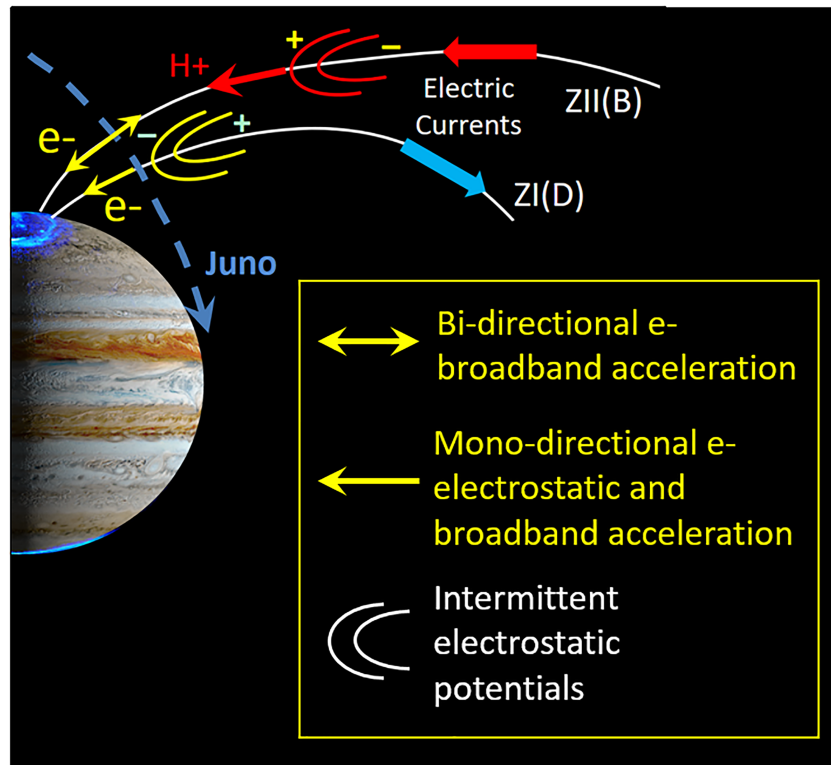 H+
+
−
Electric
Currents
ZII(B)
e-
−
+
e-
ZI(D)
Juno
Bi-directional e-
broadband acceleration
Mono-directional e-
electrostatic and
broadband acceleration
Intermittent
electrostatic
potentials